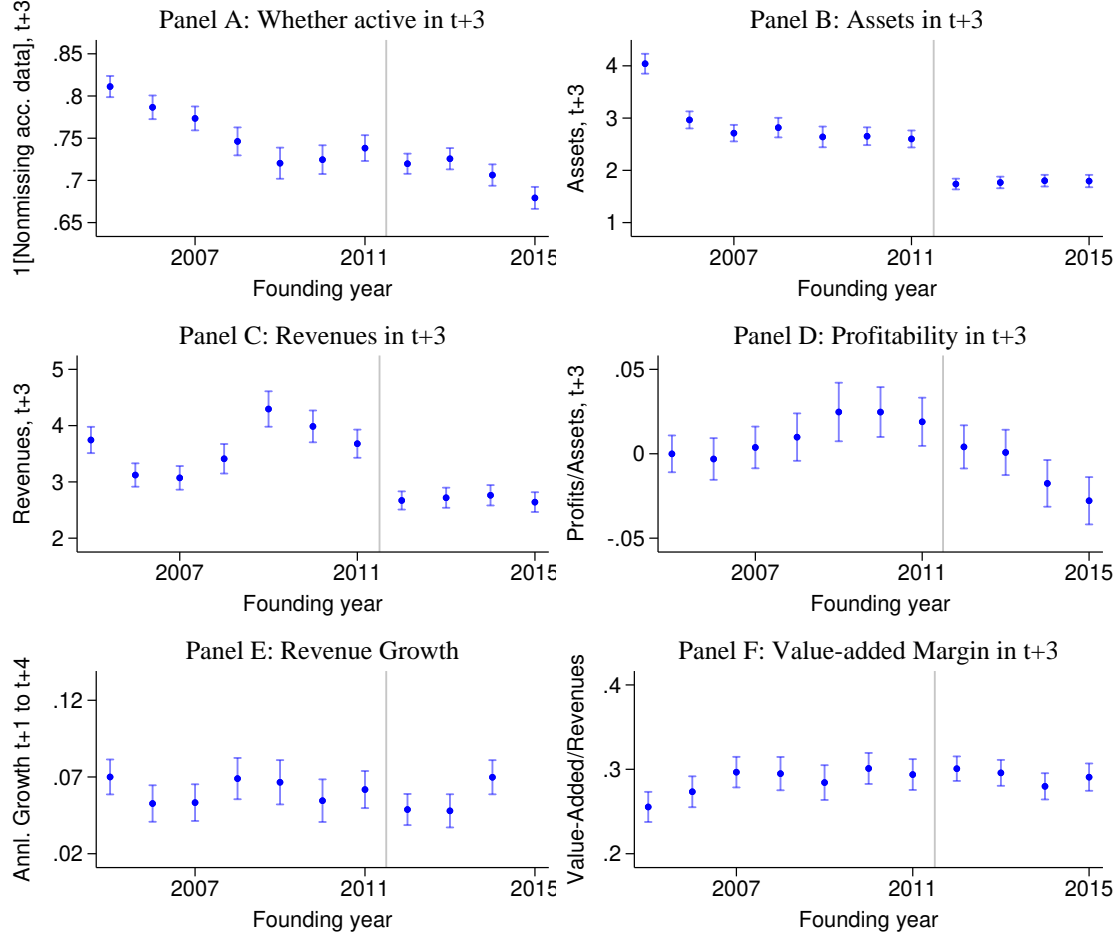 Panel A: Whether active in t+3
1[Nonmissing acc. data], t+3
.85
.8
.75
.7
.65
2007
2011
2015
Founding year
Panel B: Assets in t+3
Assets, t+3
4
3
2
1
2007
2011
2015
Founding year
Panel C: Revenues in t+3
Revenues, t+3
5
4
3
2
2007
2011
2015
Founding year
Panel D: Profitability in t+3
Profits/Assets, t+3
.05
0
-.05
2007
2011
2015
Founding year
Panel E: Revenue Growth
Annl. Growth t+1 to t+4
.12
.07
.02
2007
2011
2015
Founding year
Panel F: Value-added Margin in t+3
Value-Added/Revenues
.4
.3
.2
2007
2011
2015
Founding year